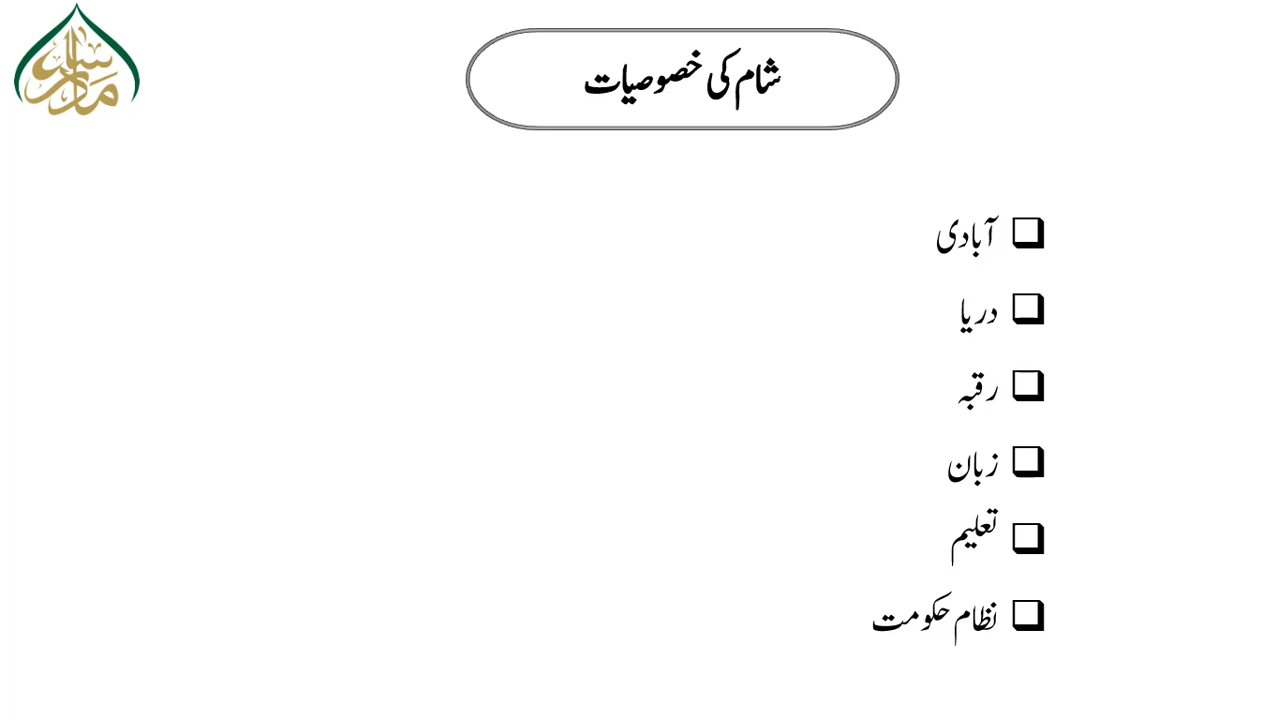 شام کی خصوصیات
آبادی
دریا
رقبہ
زبان
تعلیم
نظام حکومت